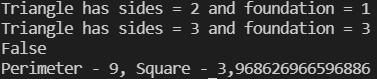 Triangle has sides = 2 and foundation = 1
Triangle has sides = 3 and foundation = 3
False
Perimeter - 9, Square - 3,968626966596886